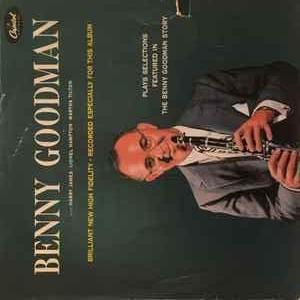 Capitol
BENNY GOODMAN
HARRY JAMES LIONEL HAMPTON MARTHA TILTON
BRILLIANT NEW HIGH FIDELITY - RECORDED ESPECIALLY FOR THIS ALBUM
PLAYS SELECTIONS
FEATURED IN
THE BENNY GOODMAN STORY